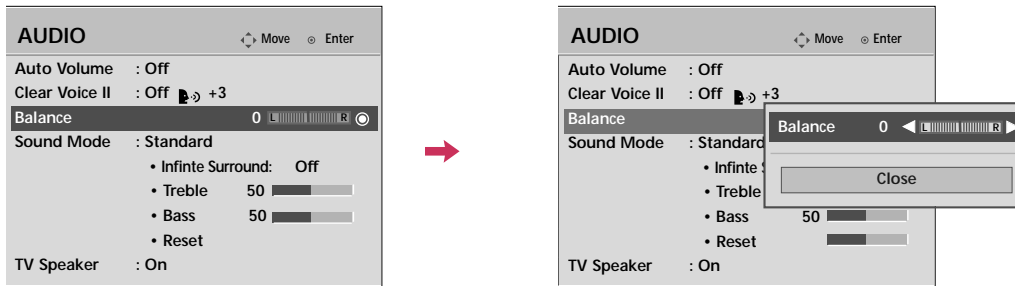 AUDIO Move Enter
Auto Volume : Off
Clear Voice II : Off +3
Balance 0 L R
Sound Mode : Standard
• Infinte Surround: Off
• Treble 50
• Bass 50
• Reset
TV Speaker : On
AUDIO Move Enter
Auto Volume : Off
Clear Voice II : Off +3
Balance
Sound Mode : Standard
• Infinte
• Treble
• Bass 50
• Reset
TV Speaker : On
Balance 0 L R
Close